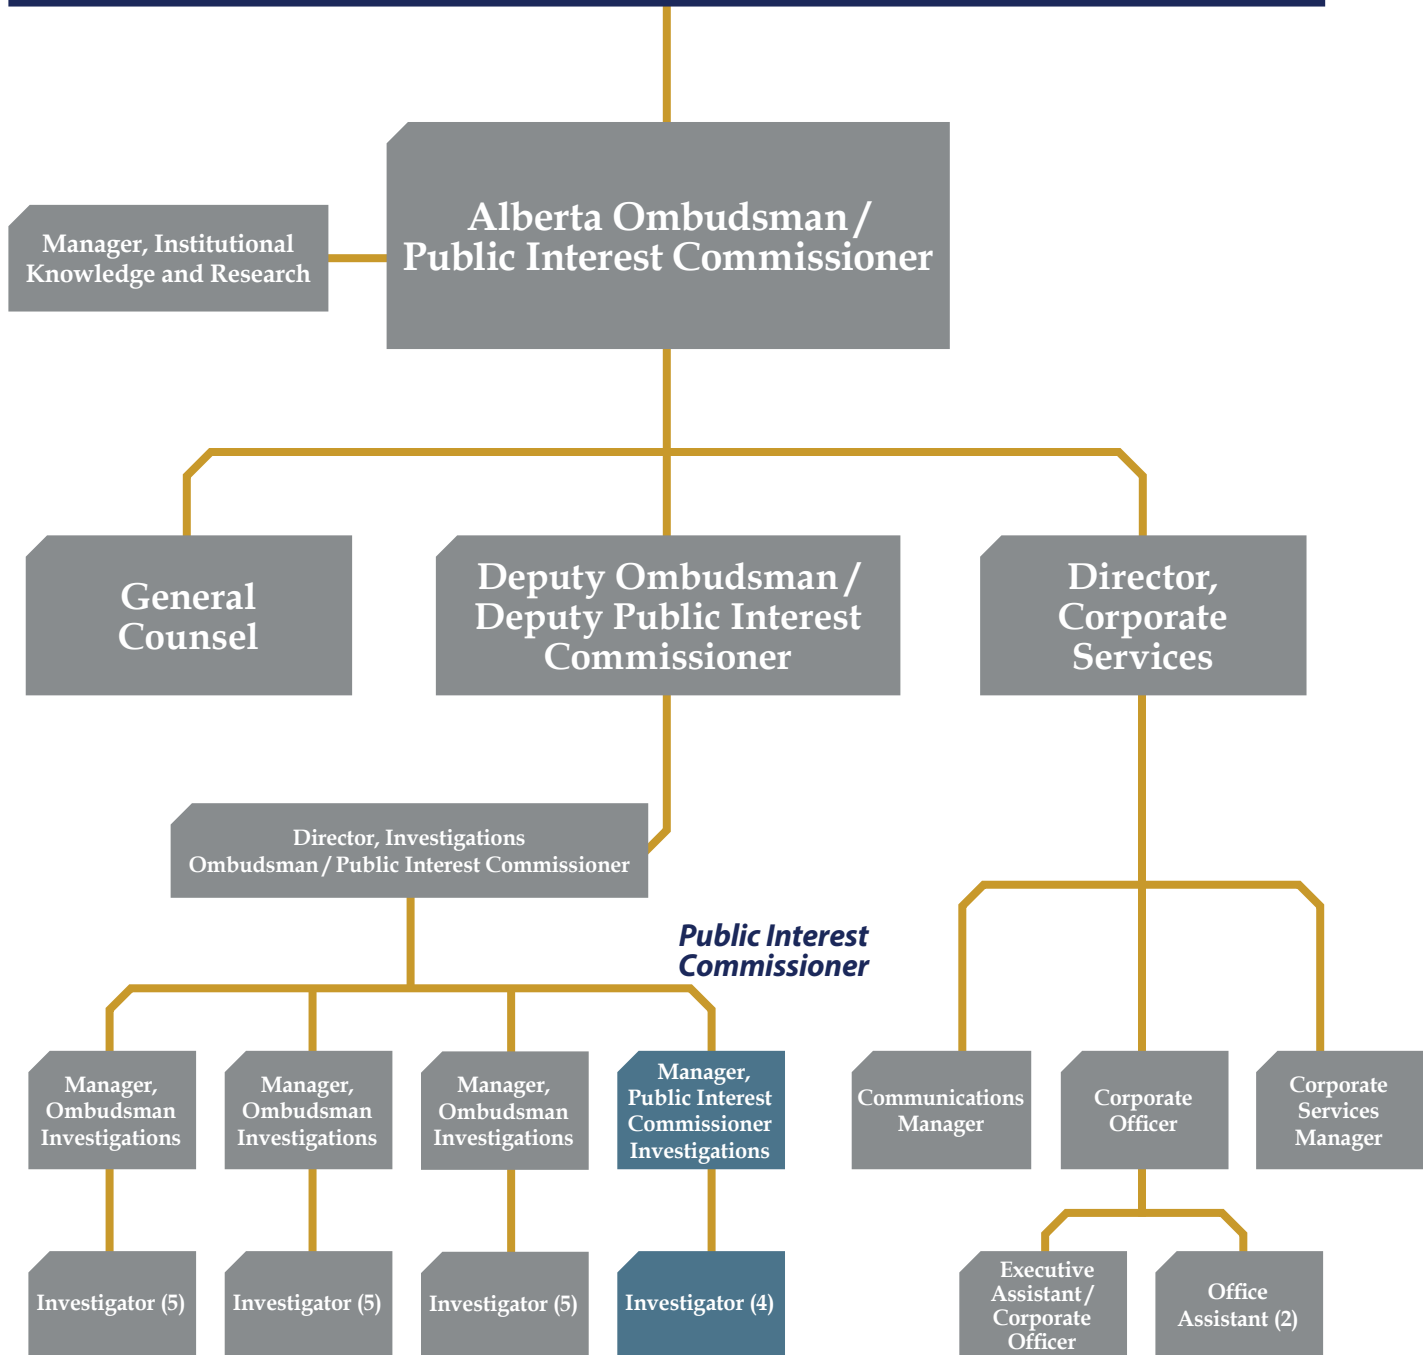 Alberta Ombudsman /
Public Interest Commissioner
Manager, Institutional
Knowledge and Research
General
Counsel
Deputy Ombudsman /
Deputy Public Interest
Commissioner
Director,
Corporate
Services
Director, Investigations
Ombudsman / Public Interest Commissioner
Public Interest
Commissioner
Manager,
Ombudsman
Investigations
Manager,
Ombudsman
Investigations
Manager,
Ombudsman
Investigations
Manager,
Public Interest
Commissioner
Investigations
Communications
Manager
Corporate
Officer
Corporate
Services
Manager
Investigator (5)
Investigator (5)
Investigator (5)
Investigator (4)
Executive
Assistant /
Corporate
Officer
Office
Assistant (2)